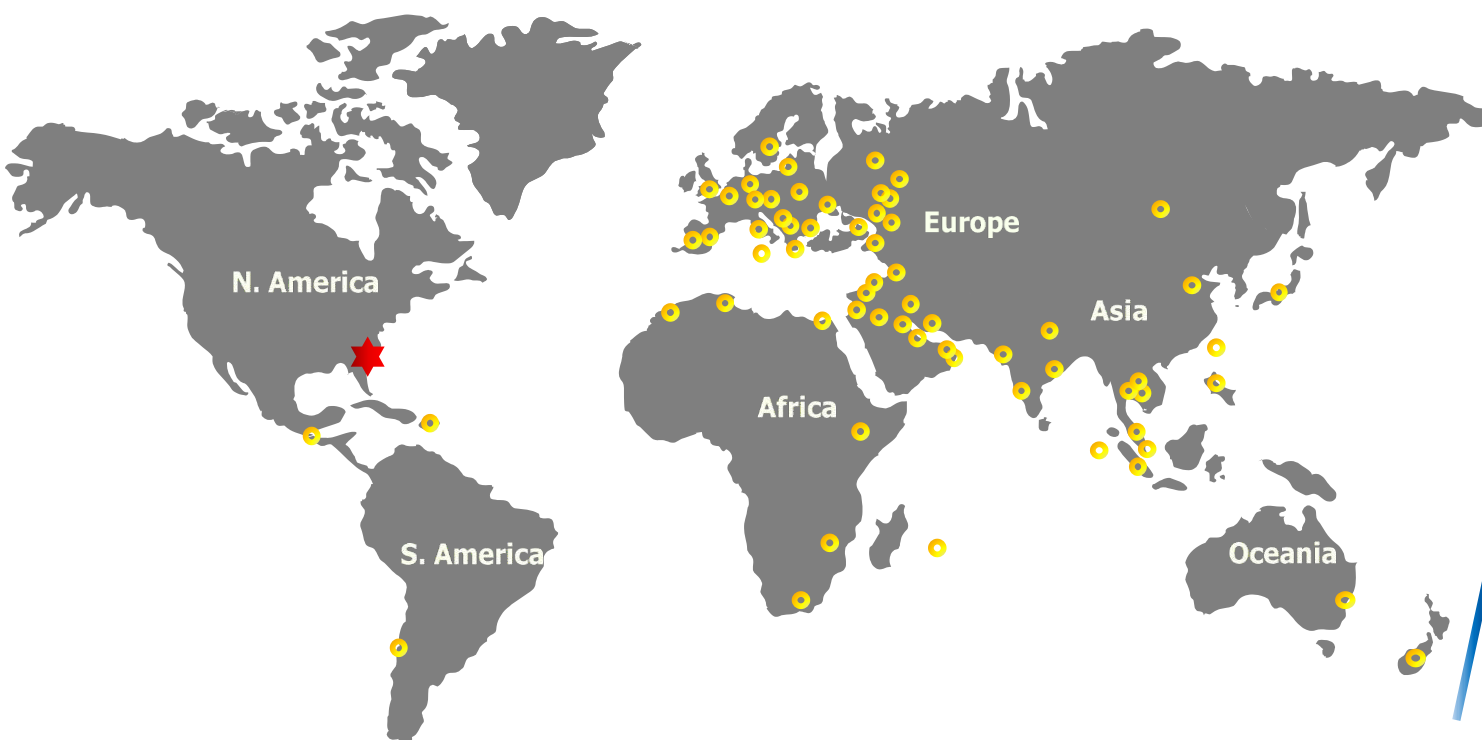 Europe
N. America
Asia
Africa
S. America
Oceania